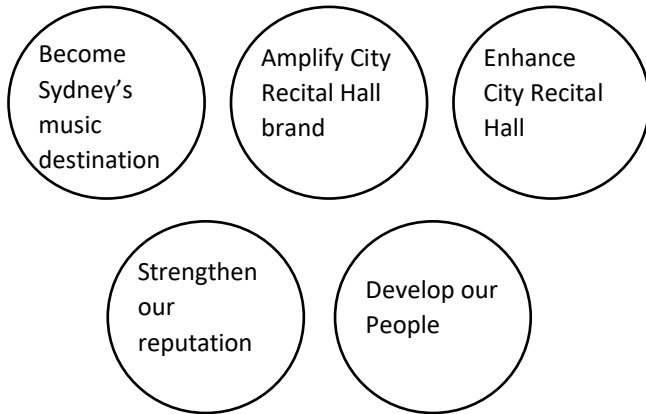 Become
Sydney’s
music
destination
Amplify City
Recital Hall
brand
Enhance
City Recital
Hall
Strengthen
our
reputation
Develop our
People